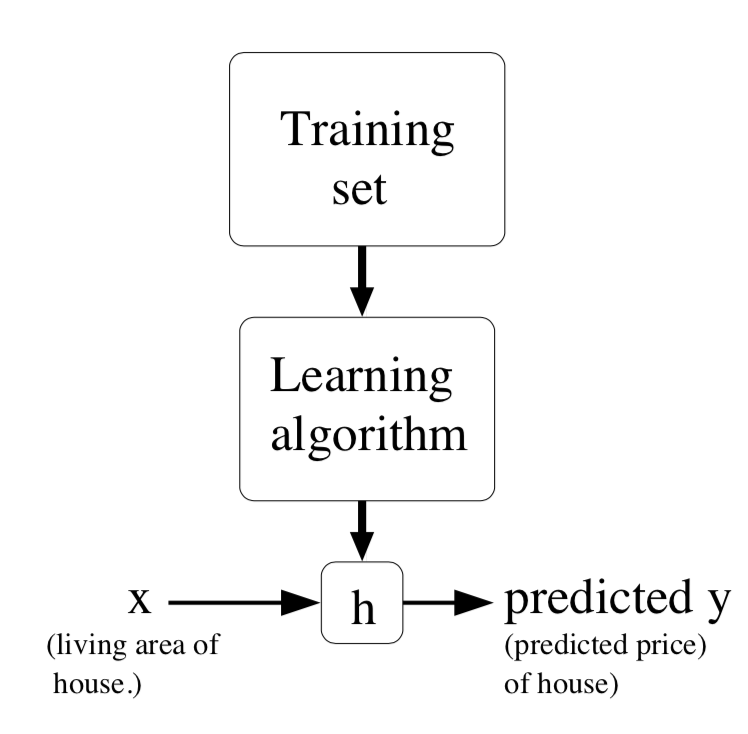 Training
set
Learning
algorithm
x
h
predicted y
(living area of
house.)
(predicted price)
of house)